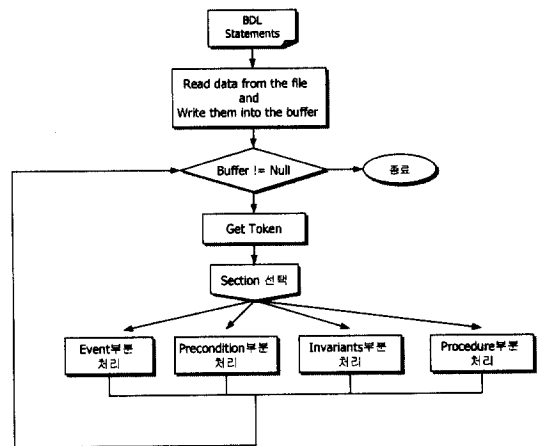 BDL
Statements
Read data from the file
and
Write them into the buffer
Buffer != Null
종료
Get Token
Section 선택
Event부분
처리
Precondition부분
처리
Invariants부분
처리
Procedure부분
처리